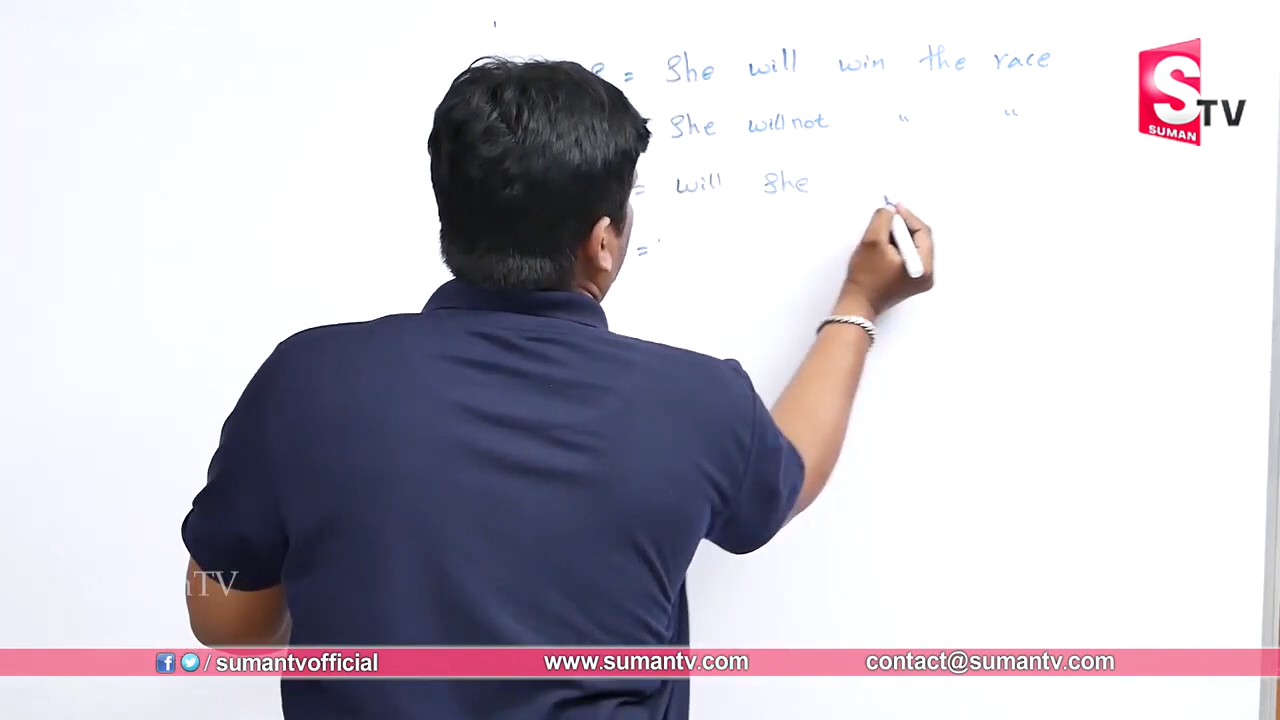 = She will win the race
She will not " "
= will She
=
S TV
SUMAN
nTV
/ sumantvofficial
www.sumantv.com
contact@sumantv.com